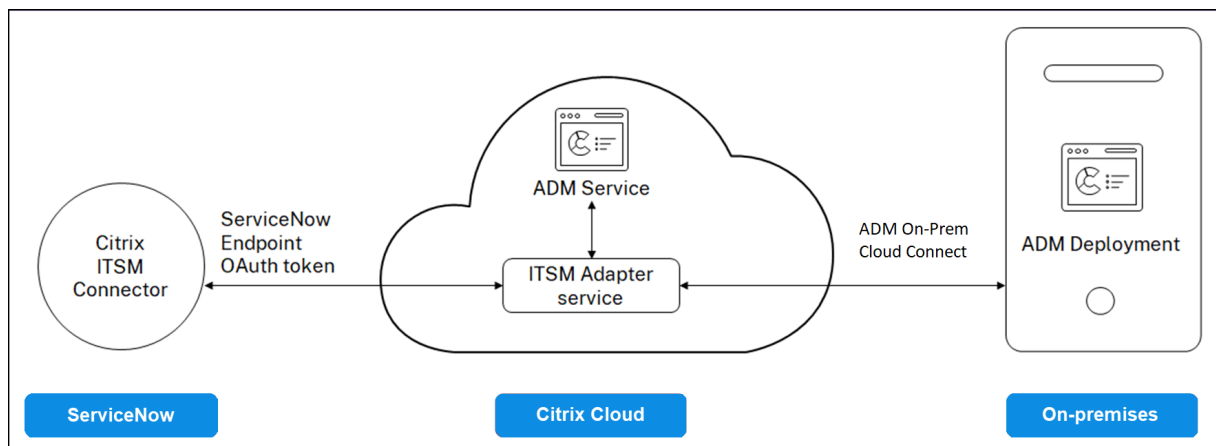 ADM Service
ServiceNow
Endpoint
OAuth token
Citrix
ITSM
Connector
ITSM Adapter
service
ADM On-Prem
Cloud Connect
ADM Deployment
ServiceNow
Citrix Cloud
On-premises